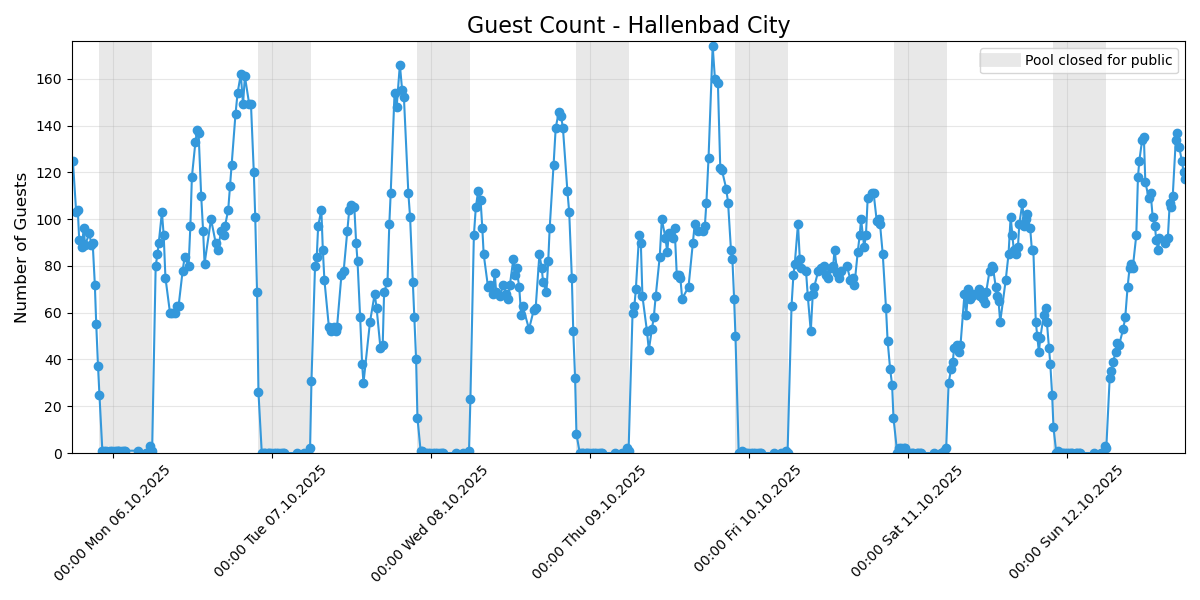 Guest Count - Hallenbad City
Pool closed for public
Number of Guests
160
140
120
100
80
60
40
20
0
00:00 Mon 06.10.2025
00:00 Tue 07.10.2025
00:00 Wed 08.10.2025
00:00 Thu 09.10.2025
00:00 Fri 10.10.2025
00:00 Sat 11.10.2025
00:00 Sun 12.10.2025